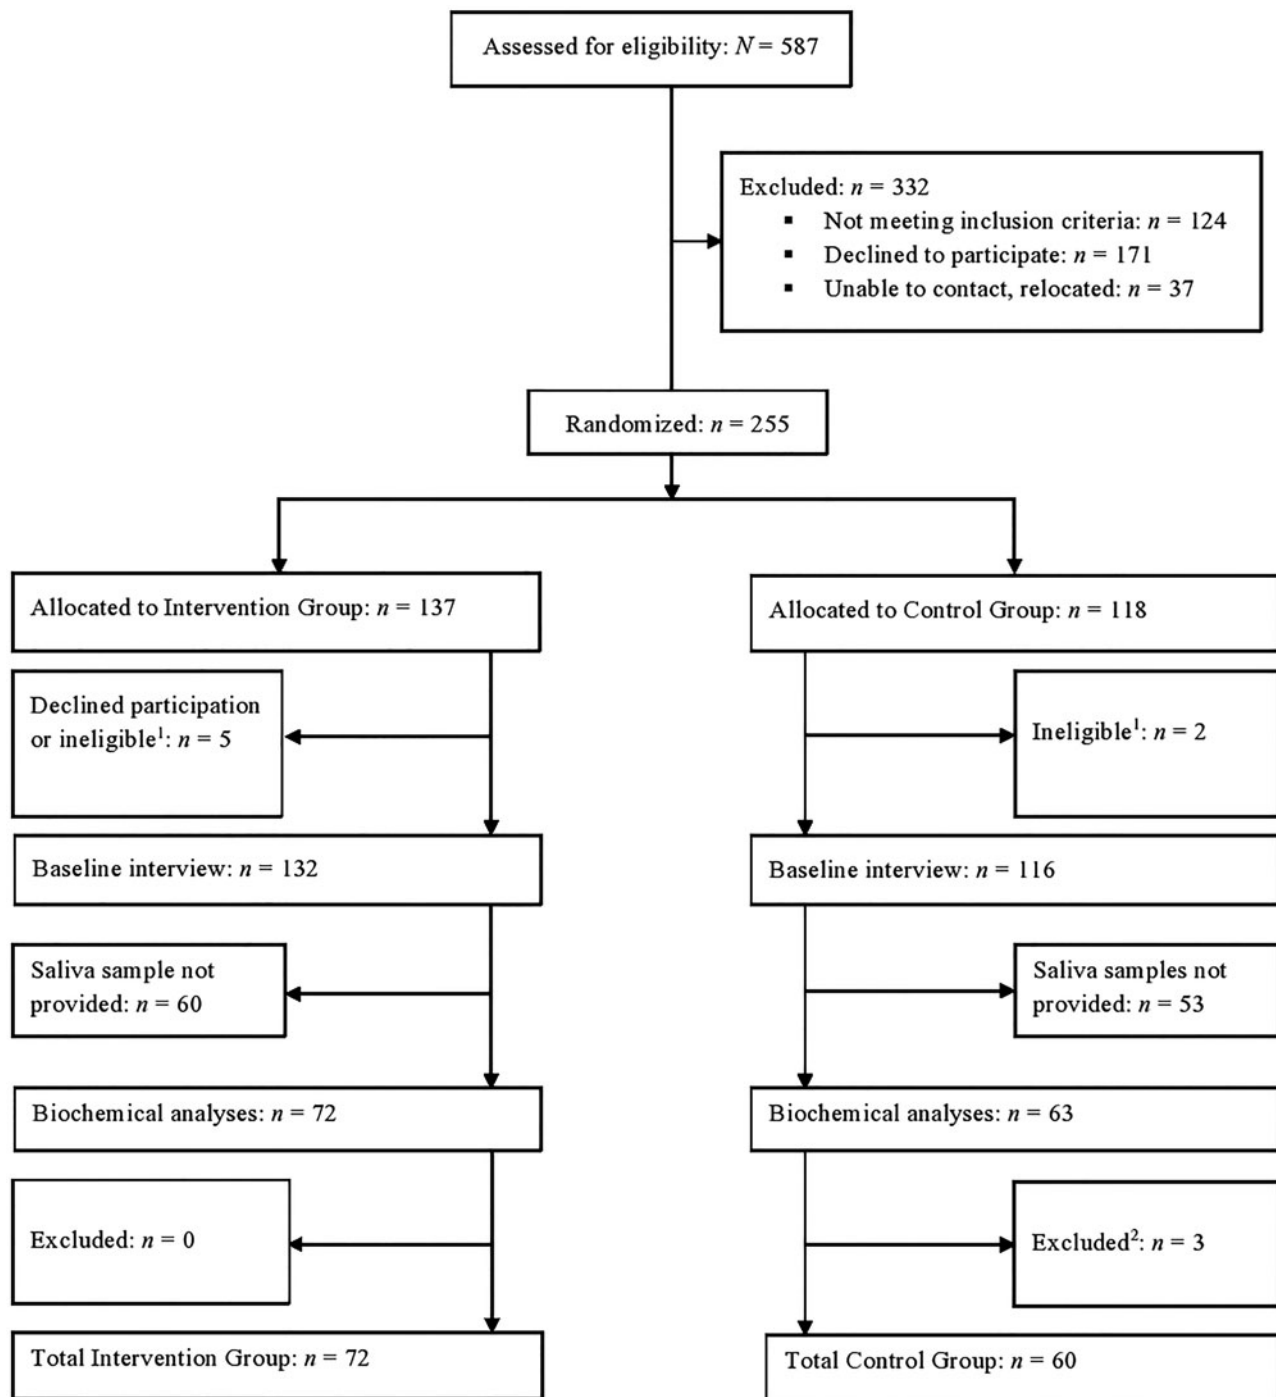 Assessed for eligibility: N = 587
Excluded: n = 332
▪ Not meeting inclusion criteria: n = 124
▪ Declined to participate: n = 171
▪ Unable to contact, relocated: n = 37
Randomized: n = 255
Allocated to Intervention Group: n = 137
Allocated to Control Group: n = 118
Declined participation
or ineligible¹: n = 5
Ineligible¹: n = 2
Baseline interview: n = 132
Baseline interview: n = 116
Saliva sample not
provided: n = 60
Saliva samples not
provided: n = 53
Biochemical analyses: n = 72
Biochemical analyses: n = 63
Excluded: n = 0
Excluded²: n = 3
Total Intervention Group: n = 72
Total Control Group: n = 60